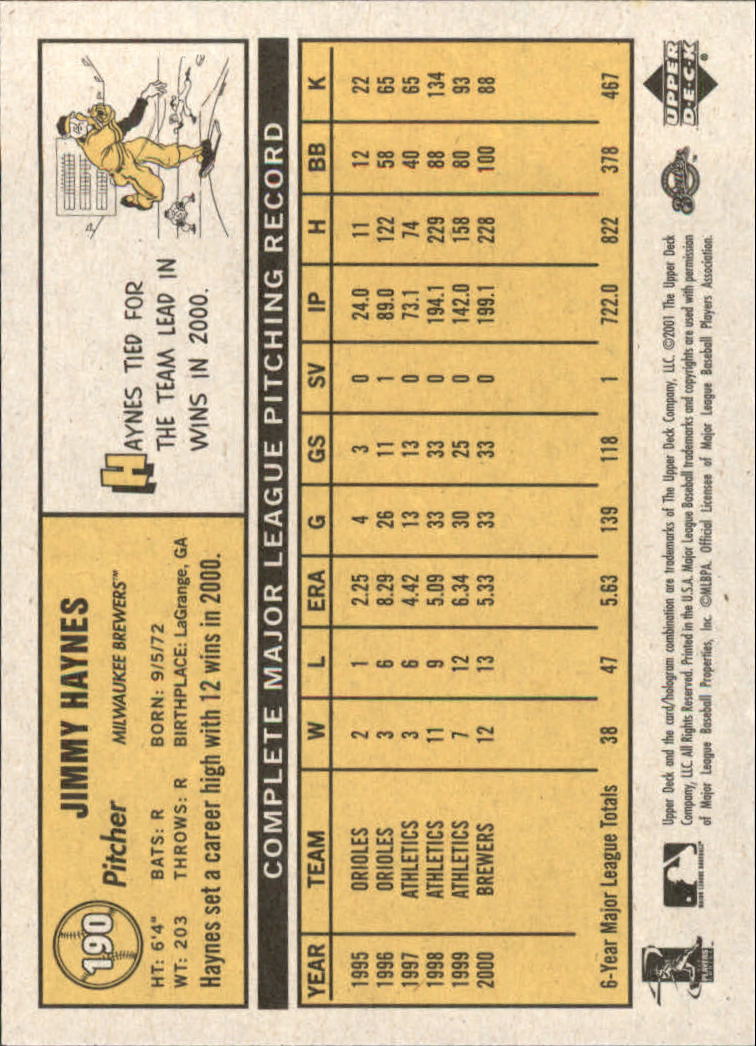 190
JIMMY HAYNES
Pitcher MILWAUKEE BREWERS™
HT: 6'4" BATS: R BORN: 9/5/72
WT: 203 THROWS: R BIRTHPLACE: LaGrange, GA
Haynes set a career high with 12 wins in 2000.
HAYNES TIED FOR
THE TEAM LEAD IN
WINS IN 2000.
COMPLETE MAJOR LEAGUE PITCHING RECORD
YEAR TEAM W L ERA G GS SV IP H BB K
1995 ORIOLES 2 1 2.25 4 3 0 24.0 11 12 22
1996 ORIOLES 3 6 8.29 26 11 1 89.0 122 58 65
1997 ATHLETICS 3 6 4.42 13 13 0 73.1 74 40 65
1998 ATHLETICS 11 9 5.09 33 33 0 194.1 229 88 134
1999 ATHLETICS 7 12 6.34 30 25 0 142.0 158 80 93
2000 BREWERS 12 13 5.33 33 33 0 199.1 228 100 88
6-Year Major League Totals 38 47 5.63 139 118 1 722.0 822 378 467
Upper Deck and the card/hologram combination are trademarks of The Upper Deck Company, LLC. ©2001 The Upper Deck
Company, LLC. All Rights Reserved. Printed in the U.S.A. Major League Baseball trademarks and copyrights are used with permission
of Major League Baseball Properties, Inc. ©MLBPA. Official Licensee of Major League Baseball Players Association.
Brewers™
UPPER
DECK®